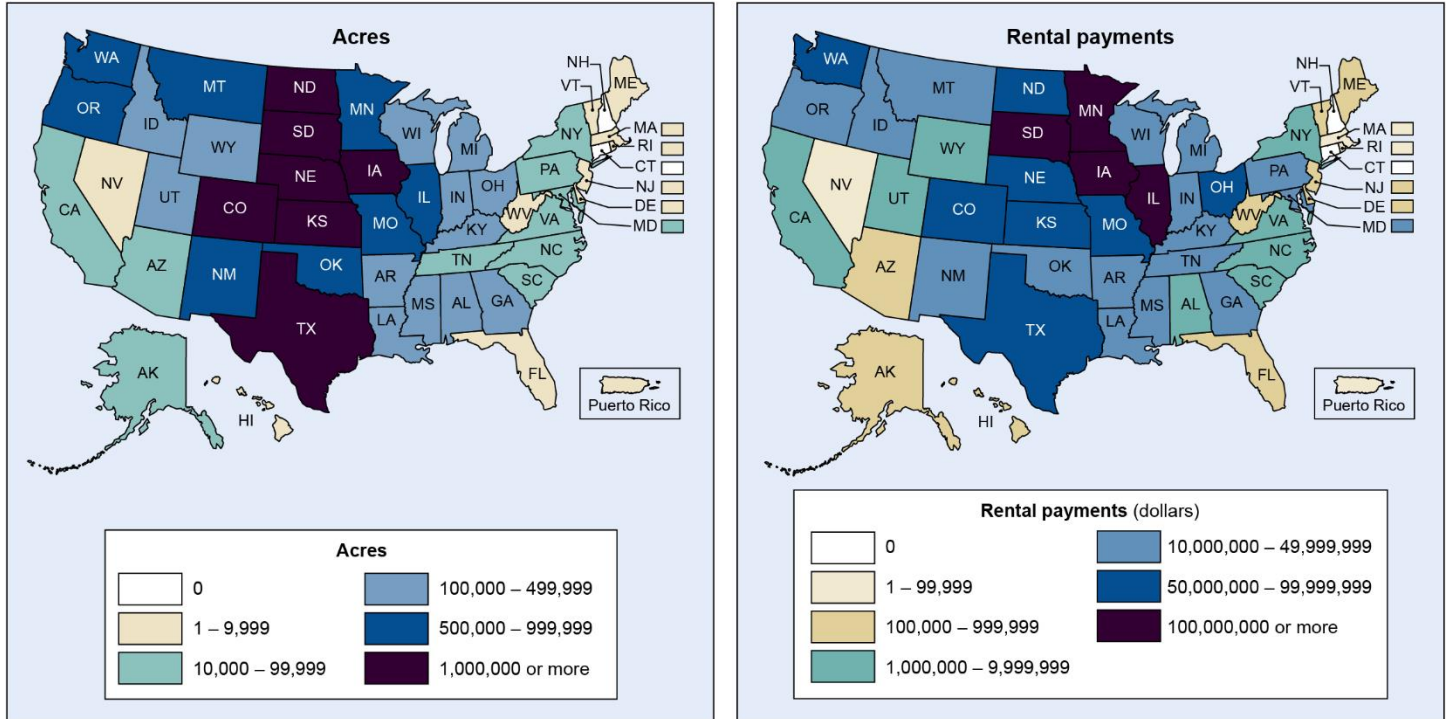 Acres
WA
MT
ND
MN
OR
ID
SD
WI
MI
NH
VT
ME
NY
MA
RI
CT
NJ
DE
MD
WY
NE
IA
PA
NV
UT
CO
IL
IN
OH
WV
VA
CA
KS
MO
KY
NC
TN
SC
AZ
NM
OK
AR
MS
AL
GA
TX
LA
FL
AK
HI
Puerto Rico
Acres
0
1 – 9,999
10,000 – 99,999
100,000 – 499,999
500,000 – 999,999
1,000,000 or more
Rental payments
WA
MT
ND
MN
OR
ID
SD
WI
MI
NH
VT
ME
NY
MA
RI
CT
NJ
DE
MD
WY
NE
IA
PA
NV
UT
CO
IL
IN
OH
WV
VA
CA
KS
MO
KY
NC
TN
SC
AZ
NM
OK
AR
MS
AL
GA
TX
LA
FL
AK
HI
Puerto Rico
Rental payments (dollars)
0
1 – 99,999
100,000 – 999,999
1,000,000 – 9,999,999
10,000,000 – 49,999,999
50,000,000 – 99,999,999
100,000,000 or more